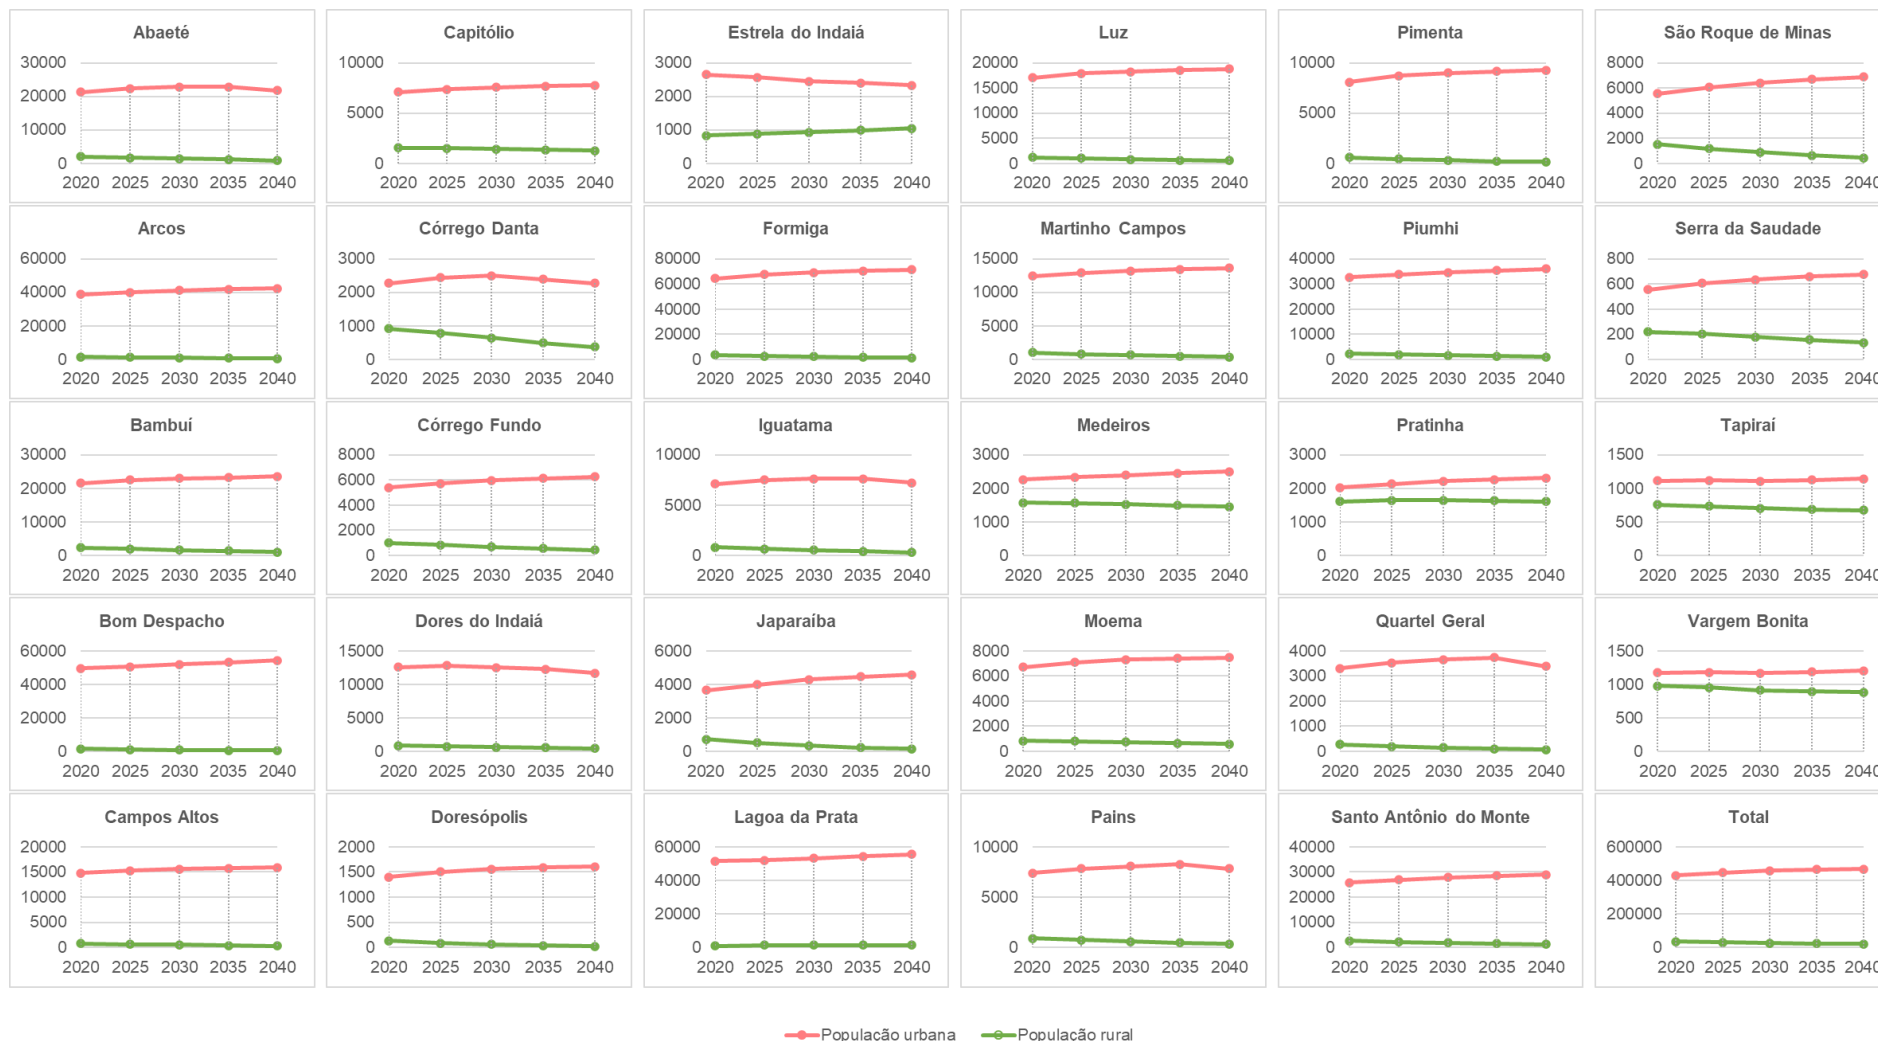 Abaeté
30000
20000
10000
0
2020 2025 2030 2035 2040
Capitólio
10000
5000
0
2020 2025 2030 2035 2040
Estrela do Indaiá
3000
2000
1000
0
2020 2025 2030 2035 2040
Luz
20000
15000
10000
5000
0
2020 2025 2030 2035 2040
Pimenta
10000
5000
0
2020 2025 2030 2035 2040
São Roque de Minas
8000
6000
4000
2000
0
2020 2025 2030 2035 2040
Arcos
60000
40000
20000
0
2020 2025 2030 2035 2040
Córrego Danta
3000
2000
1000
0
2020 2025 2030 2035 2040
Formiga
80000
60000
40000
20000
0
2020 2025 2030 2035 2040
Martinho Campos
15000
10000
5000
0
2020 2025 2030 2035 2040
Piumhi
40000
30000
20000
10000
0
2020 2025 2030 2035 2040
Serra da Saudade
800
600
400
200
0
2020 2025 2030 2035 2040
Bambuí
30000
20000
10000
0
2020 2025 2030 2035 2040
Córrego Fundo
8000
6000
4000
2000
0
2020 2025 2030 2035 2040
Iguatama
10000
5000
0
2020 2025 2030 2035 2040
Medeiros
3000
2000
1000
0
2020 2025 2030 2035 2040
Pratinha
3000
2000
1000
0
2020 2025 2030 2035 2040
Tapiraí
1500
1000
500
0
2020 2025 2030 2035 2040
Bom Despacho
60000
40000
20000
0
2020 2025 2030 2035 2040
Dores do Indaiá
15000
10000
5000
0
2020 2025 2030 2035 2040
Japaraíba
6000
4000
2000
0
2020 2025 2030 2035 2040
Moema
8000
6000
4000
2000
0
2020 2025 2030 2035 2040
Quartel Geral
4000
3000
2000
1000
0
2020 2025 2030 2035 2040
Vargem Bonita
1500
1000
500
0
2020 2025 2030 2035 2040
Campos Altos
20000
15000
10000
5000
0
2020 2025 2030 2035 2040
Doresópolis
2000
1500
1000
500
0
2020 2025 2030 2035 2040
Lagoa da Prata
60000
40000
20000
0
2020 2025 2030 2035 2040
Pains
10000
5000
0
2020 2025 2030 2035 2040
Santo Antônio do Monte
40000
30000
20000
10000
0
2020 2025 2030 2035 2040
Total
600000
400000
200000
0
2020 2025 2030 2035 2040
População urbana População rural